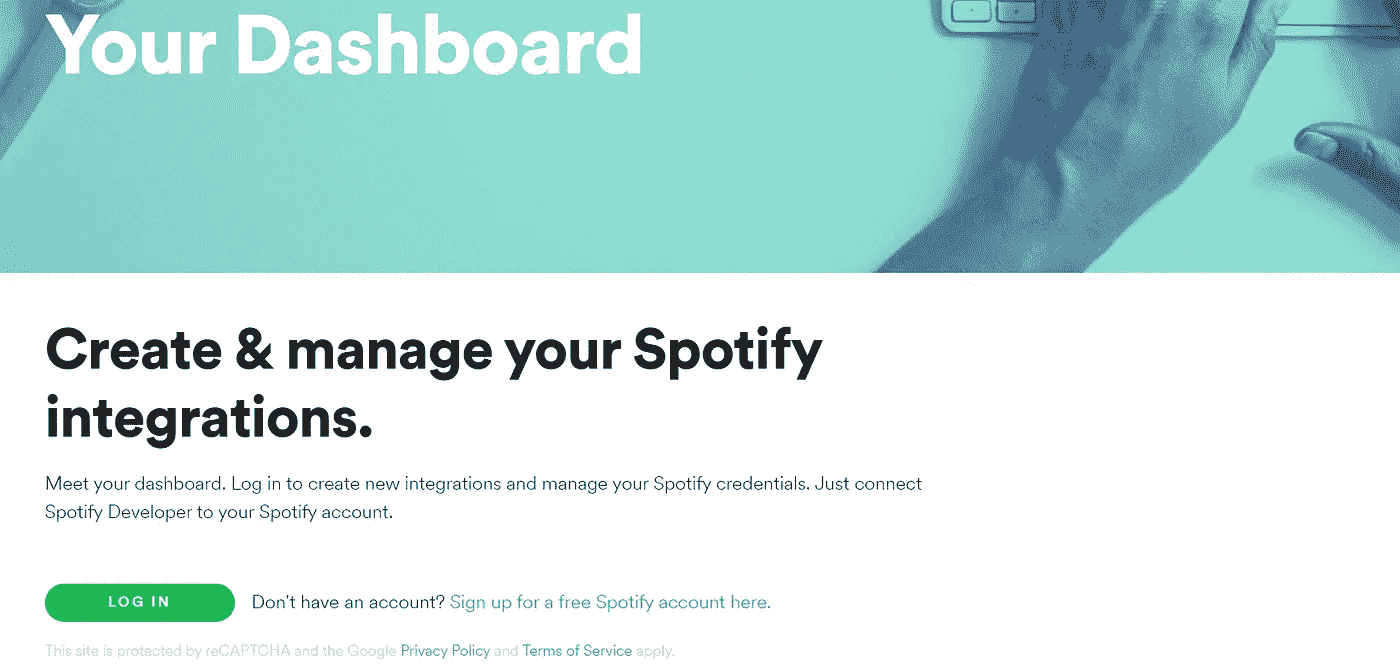 Your Dashboard
Create & manage your Spotify
integrations.
Meet your dashboard. Log in to create new integrations and manage your Spotify credentials. Just connect
Spotify Developer to your Spotify account.
LOG IN Don't have an account? Sign up for a free Spotify account here.
This site is protected by reCAPTCHA and the Google Privacy Policy and Terms of Service apply.